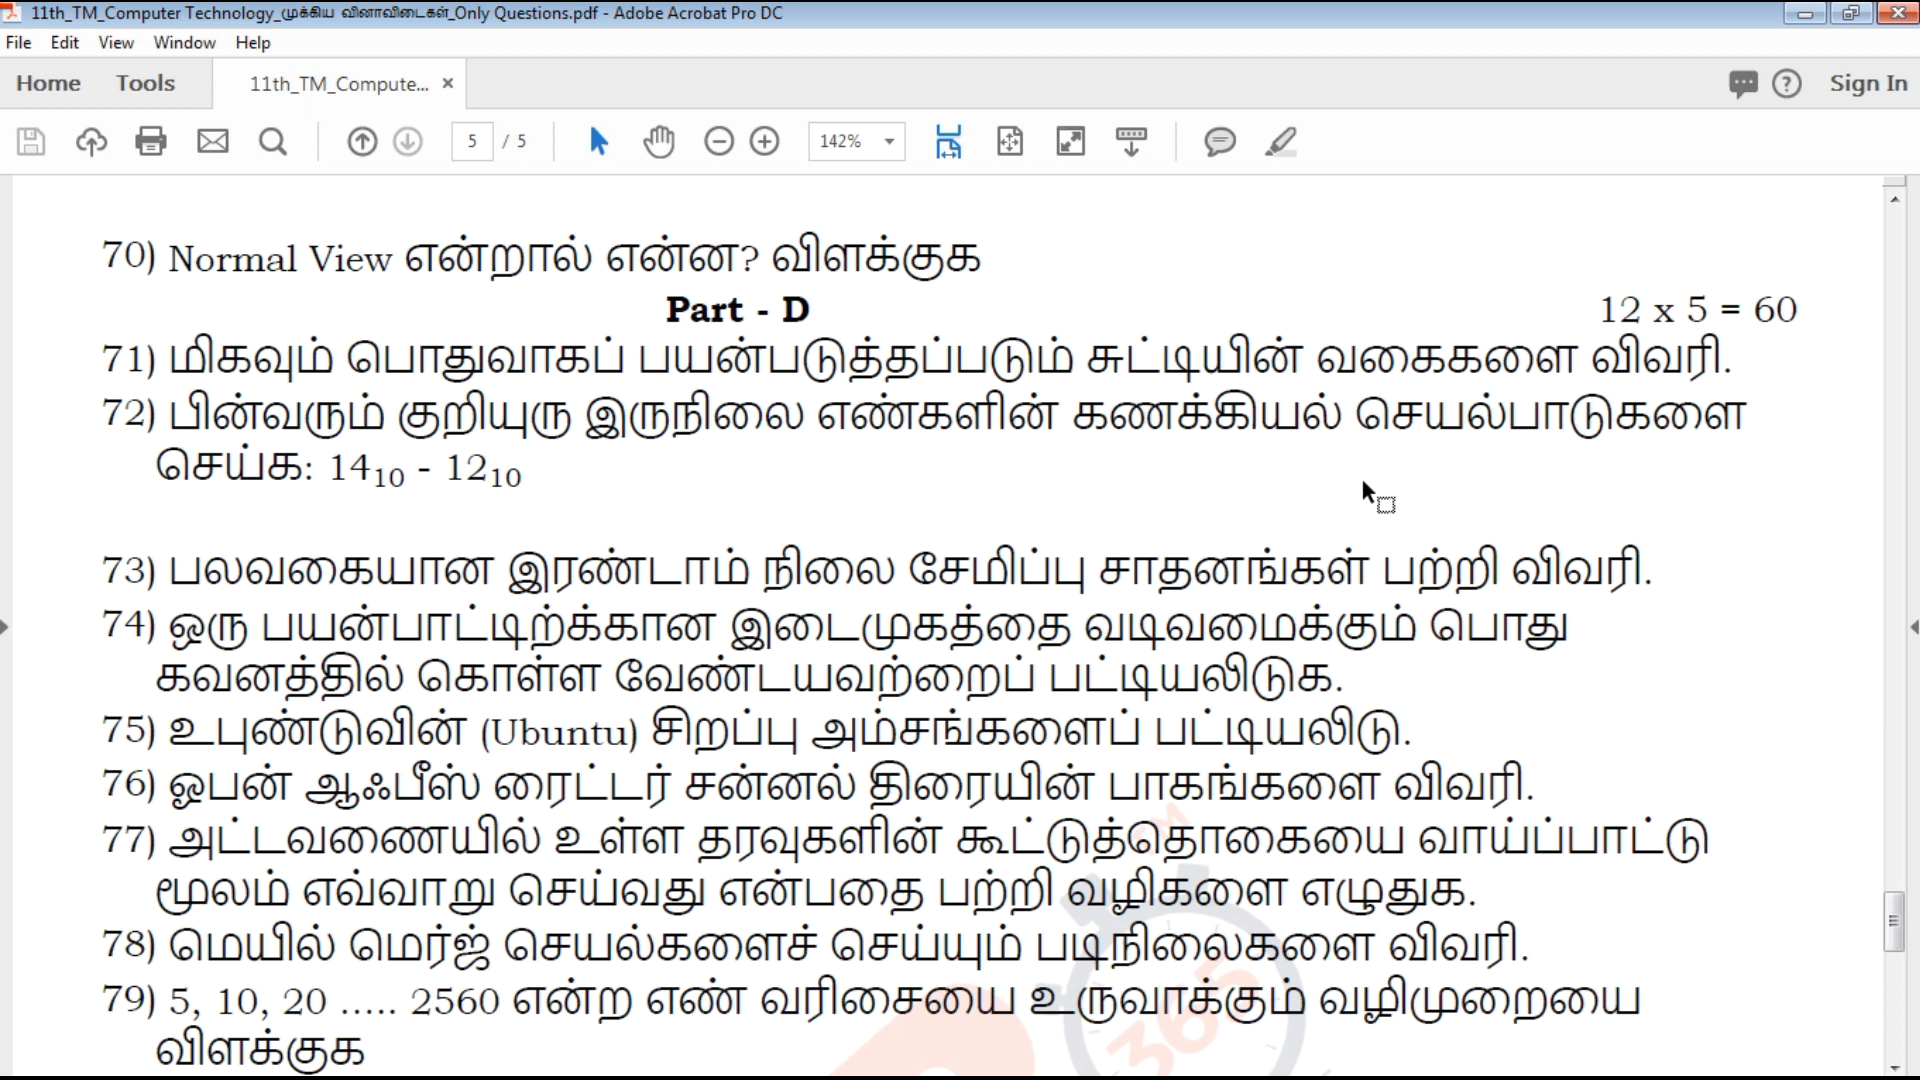 11th_TM_Computer Technology_முக்கிய வினாவிடைகள்_Only Questions.pdf - Adobe Acrobat Pro DC
File Edit View Window Help
Home Tools 11th_TM_Compute... × Sign In
5 / 5 142%
70) Normal View என்றால் என்ன? விளக்குக
Part - D 12 x 5 = 60
71) மிகவும் பொதுவாகப் பயன்படுத்தப்படும் சுட்டியின் வகைகளை விவரி.
72) பின்வரும் குறியுரு இருநிலை எண்களின் கணக்கியல் செயல்பாடுகளை
செய்க: 14₁₀ - 12₁₀
73) பலவகையான இரண்டாம் நிலை சேமிப்பு சாதனங்கள் பற்றி விவரி.
74) ஒரு பயன்பாட்டிற்க்கான இடைமுகத்தை வடிவமைக்கும் பொது
கவனத்தில் கொள்ள வேண்டயவற்றைப் பட்டியலிடுக.
75) உபுண்டுவின் (Ubuntu) சிறப்பு அம்சங்களைப் பட்டியலிடு.
76) ஓபன் ஆஃபீஸ் ரைட்டர் சன்னல் திரையின் பாகங்களை விவரி.
77) அட்டவணையில் உள்ள தரவுகளின் கூட்டுத்தொகையை வாய்ப்பாட்டு
மூலம் எவ்வாறு செய்வது என்பதை பற்றி வழிகளை எழுதுக.
78) மெயில் மெர்ஜ் செயல்களைச் செய்யும் படிநிலைகளை விவரி.
79) 5, 10, 20 ..... 2560 என்ற எண் வரிசையை உருவாக்கும் வழிமுறையை
விளக்குக
365
TM